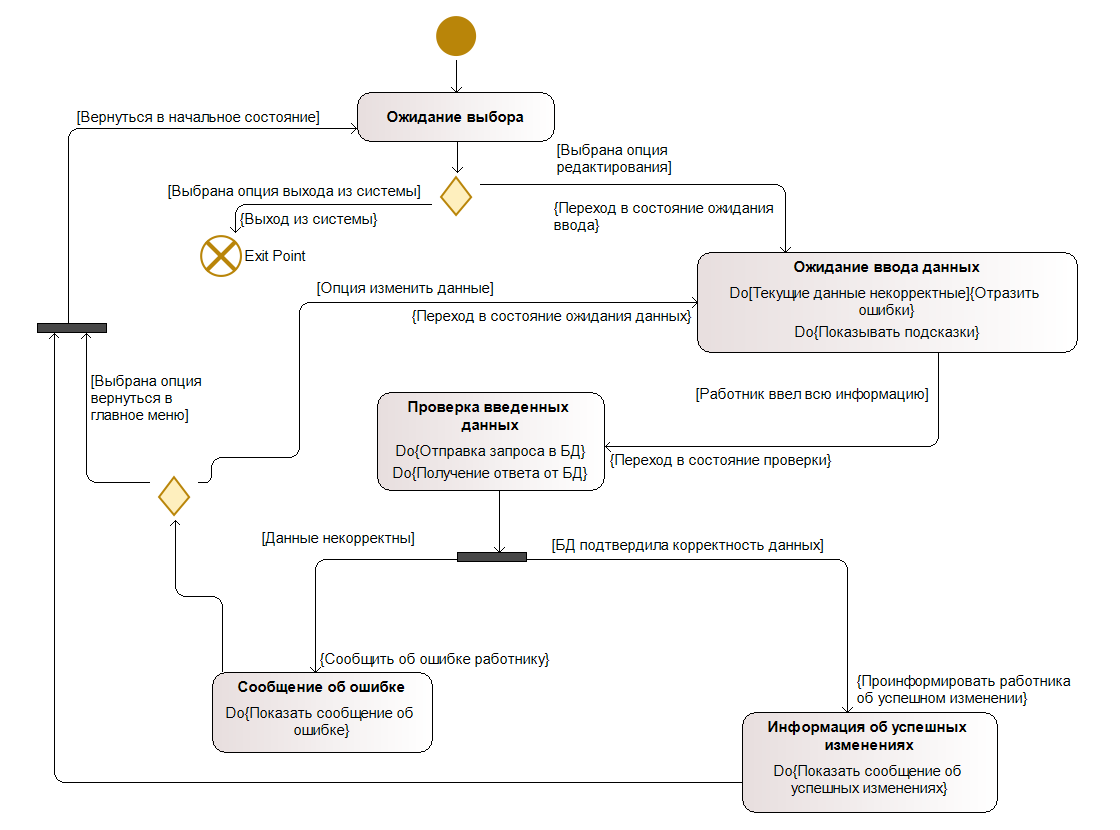 Ожидание выбора
[Вернуться в начальное состояние]
[Выбрана опция
редактирования]
[Выбрана опция выхода из системы]
{Выход из системы}
{Переход в состояние ожидания
ввода}
Exit Point
Ожидание ввода данных
Do[Текущие данные некорректные]{Отразить
ошибки}
Do{Показывать подсказки}
[Опция изменить данные]
{Переход в состояние ожидания данных}
[Выбрана опция
вернуться в
главное меню]
[Работник ввел всю информацию]
Проверка введенных
данных
Do{Отправка запроса в БД}
Do{Получение ответа от БД}
{Переход в состояние проверки}
[Данные некорректны]
[БД подтвердила корректность данных]
{Сообщить об ошибке работнику}
Сообщение об ошибке
Do{Показать сообщение об
ошибке}
{Проинформировать работника
об успешном изменении}
Информация об успешных
изменениях
Do{Показать сообщение об
успешных изменениях}